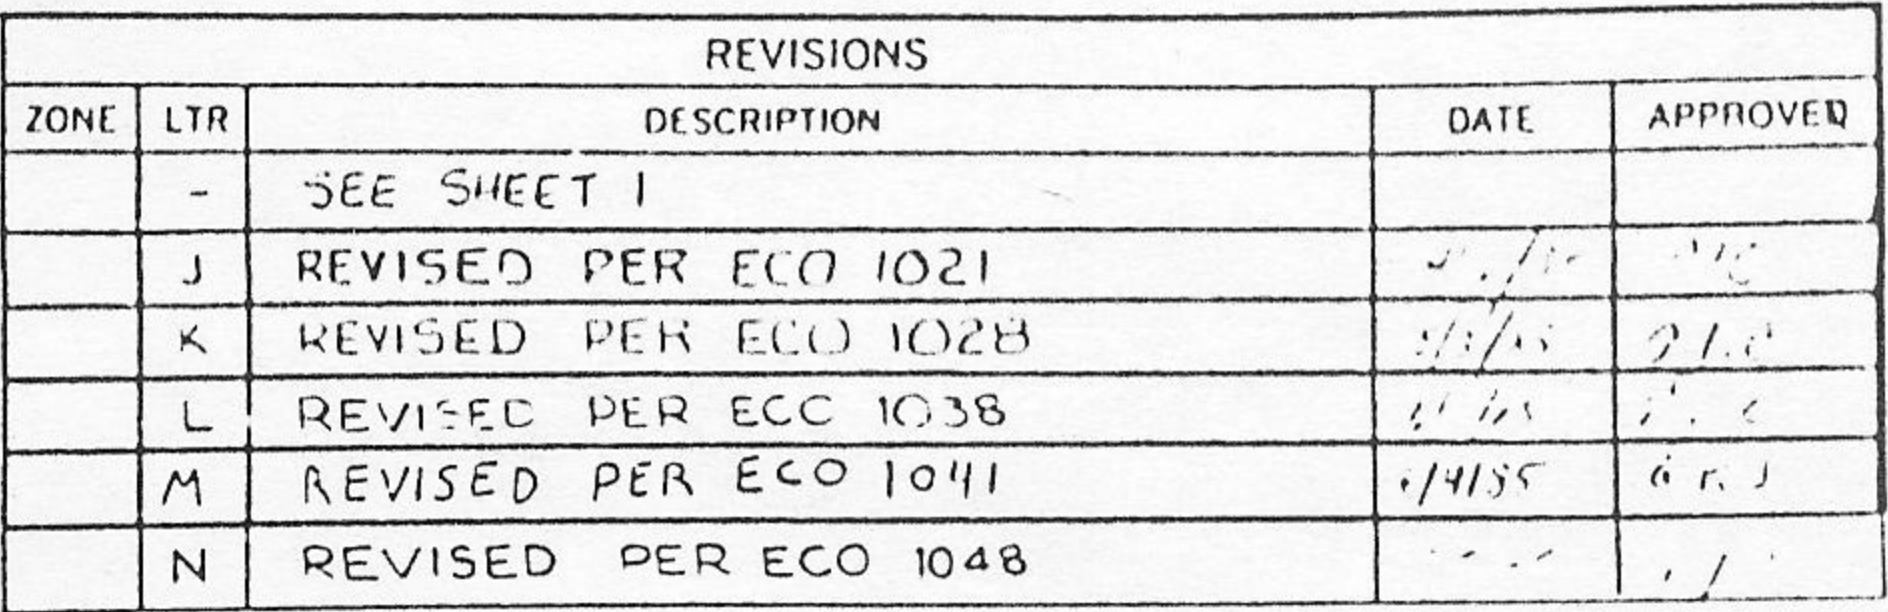 REVISIONS
ZONE LTR DESCRIPTION DATE APPROVED
- SEE SHEET 1
J REVISED PER ECO 1021
K REVISED PER ECO 1028
L REVISED PER ECO 1038
M REVISED PER ECO 1041
N REVISED PER ECO 1048